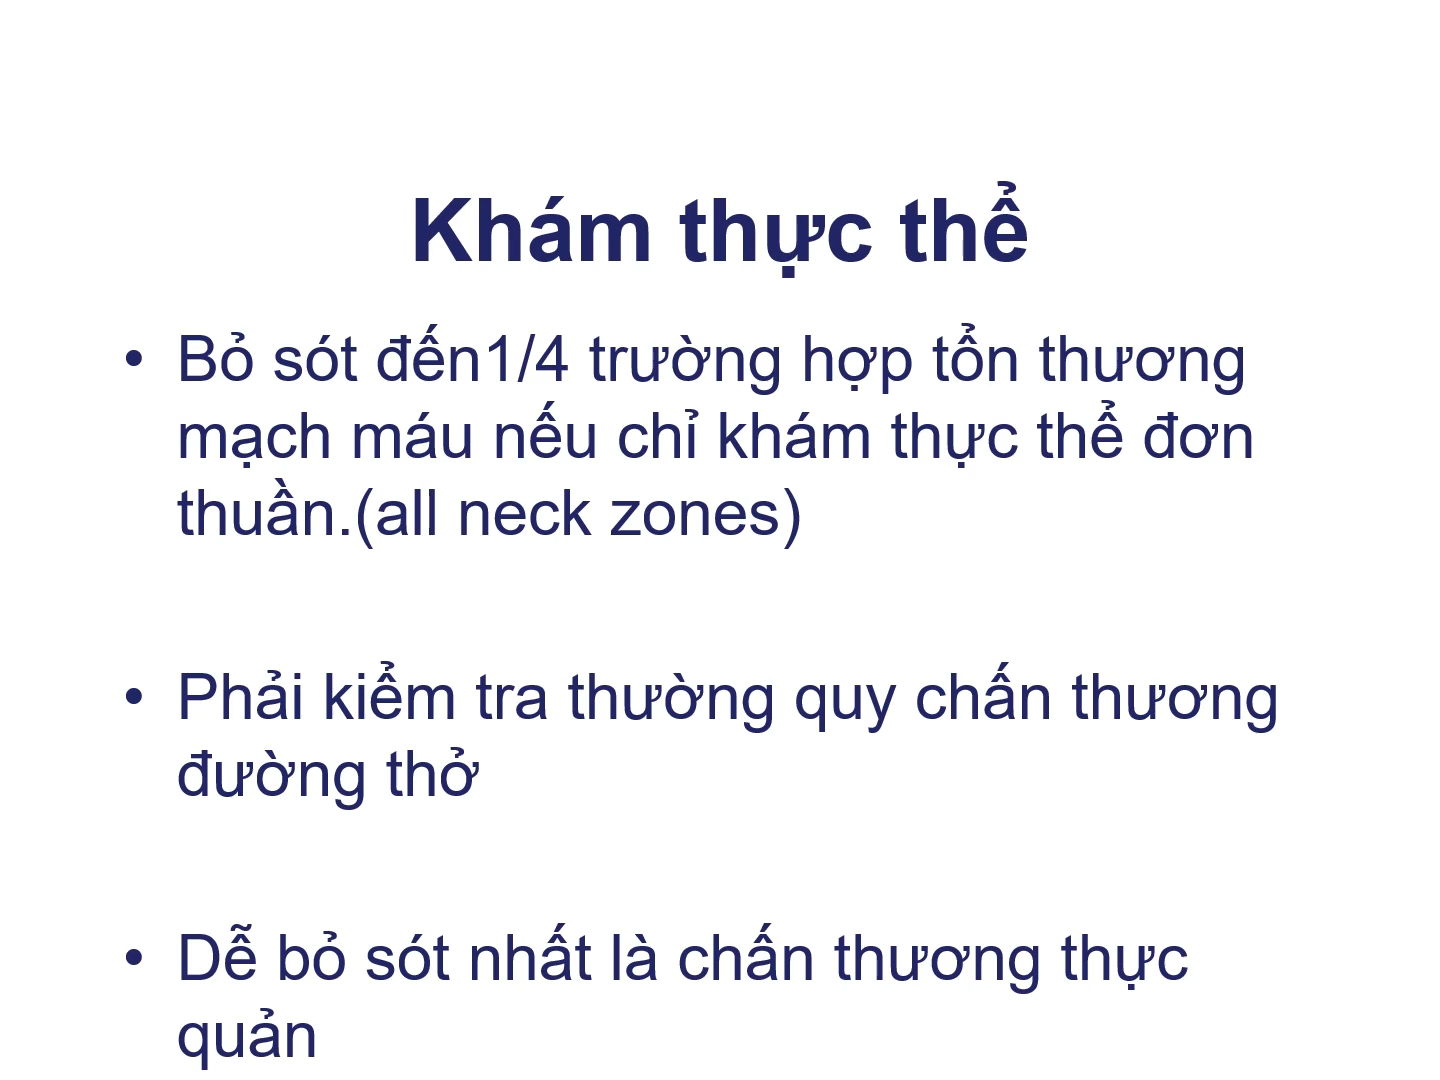 Khám thực thể
• Bỏ sót đến1/4 trường hợp tổn thương
mạch máu nếu chỉ khám thực thể đơn
thuần.(all neck zones)
• Phải kiểm tra thường quy chấn thương
đường thở
• Dễ bỏ sót nhất là chấn thương thực
quản